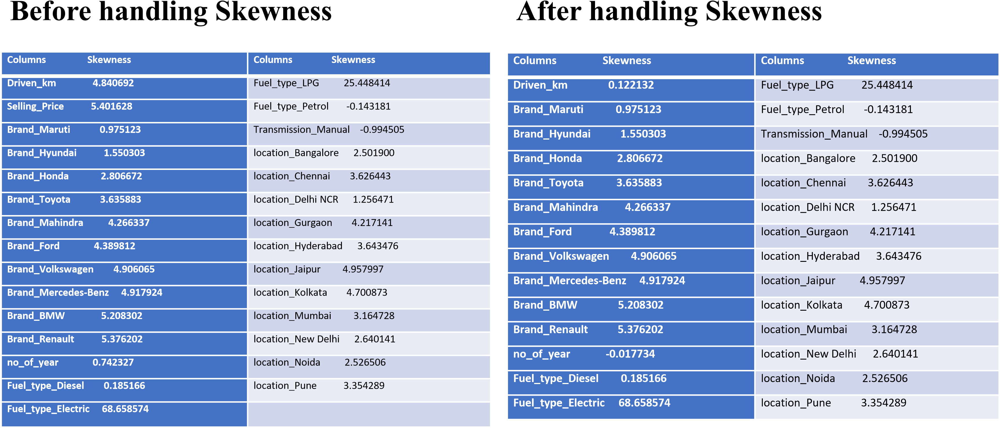 Before handling Skewness
Columns Skewness Columns Skewness
Driven_km 4.840692 Fuel_type_LPG 25.448414
Selling_Price 5.401628 Fuel_type_Petrol -0.143181
Brand_Maruti 0.975123 Transmission_Manual -0.994505
Brand_Hyundai 1.550303 location_Bangalore 2.501900
Brand_Honda 2.806672 location_Chennai 3.626443
Brand_Toyota 3.635883 location_Delhi NCR 1.256471
Brand_Mahindra 4.266337 location_Gurgaon 4.217141
Brand_Ford 4.389812 location_Hyderabad 3.643476
Brand_Volkswagen 4.906065 location_Jaipur 4.957997
Brand_Mercedes-Benz 4.917924 location_Kolkata 4.700873
Brand_BMW 5.208302 location_Mumbai 3.164728
Brand_Renault 5.376202 location_New Delhi 2.640141
no_of_year 0.742327 location_Noida 2.526506
Fuel_type_Diesel 0.185166 location_Pune 3.354289
Fuel_type_Electric 68.658574
After handling Skewness
Columns Skewness Columns Skewness
Driven_km 0.122132 Fuel_type_LPG 25.448414
Brand_Maruti 0.975123 Fuel_type_Petrol -0.143181
Brand_Hyundai 1.550303 Transmission_Manual -0.994505
Brand_Honda 2.806672 location_Bangalore 2.501900
Brand_Toyota 3.635883 location_Chennai 3.626443
Brand_Mahindra 4.266337 location_Delhi NCR 1.256471
Brand_Ford 4.389812 location_Gurgaon 4.217141
Brand_Volkswagen 4.906065 location_Hyderabad 3.643476
Brand_Mercedes-Benz 4.917924 location_Jaipur 4.957997
Brand_BMW 5.208302 location_Kolkata 4.700873
Brand_Renault 5.376202 location_Mumbai 3.164728
no_of_year -0.017734 location_New Delhi 2.640141
Fuel_type_Diesel 0.185166 location_Noida 2.526506
Fuel_type_Electric 68.658574 location_Pune 3.354289